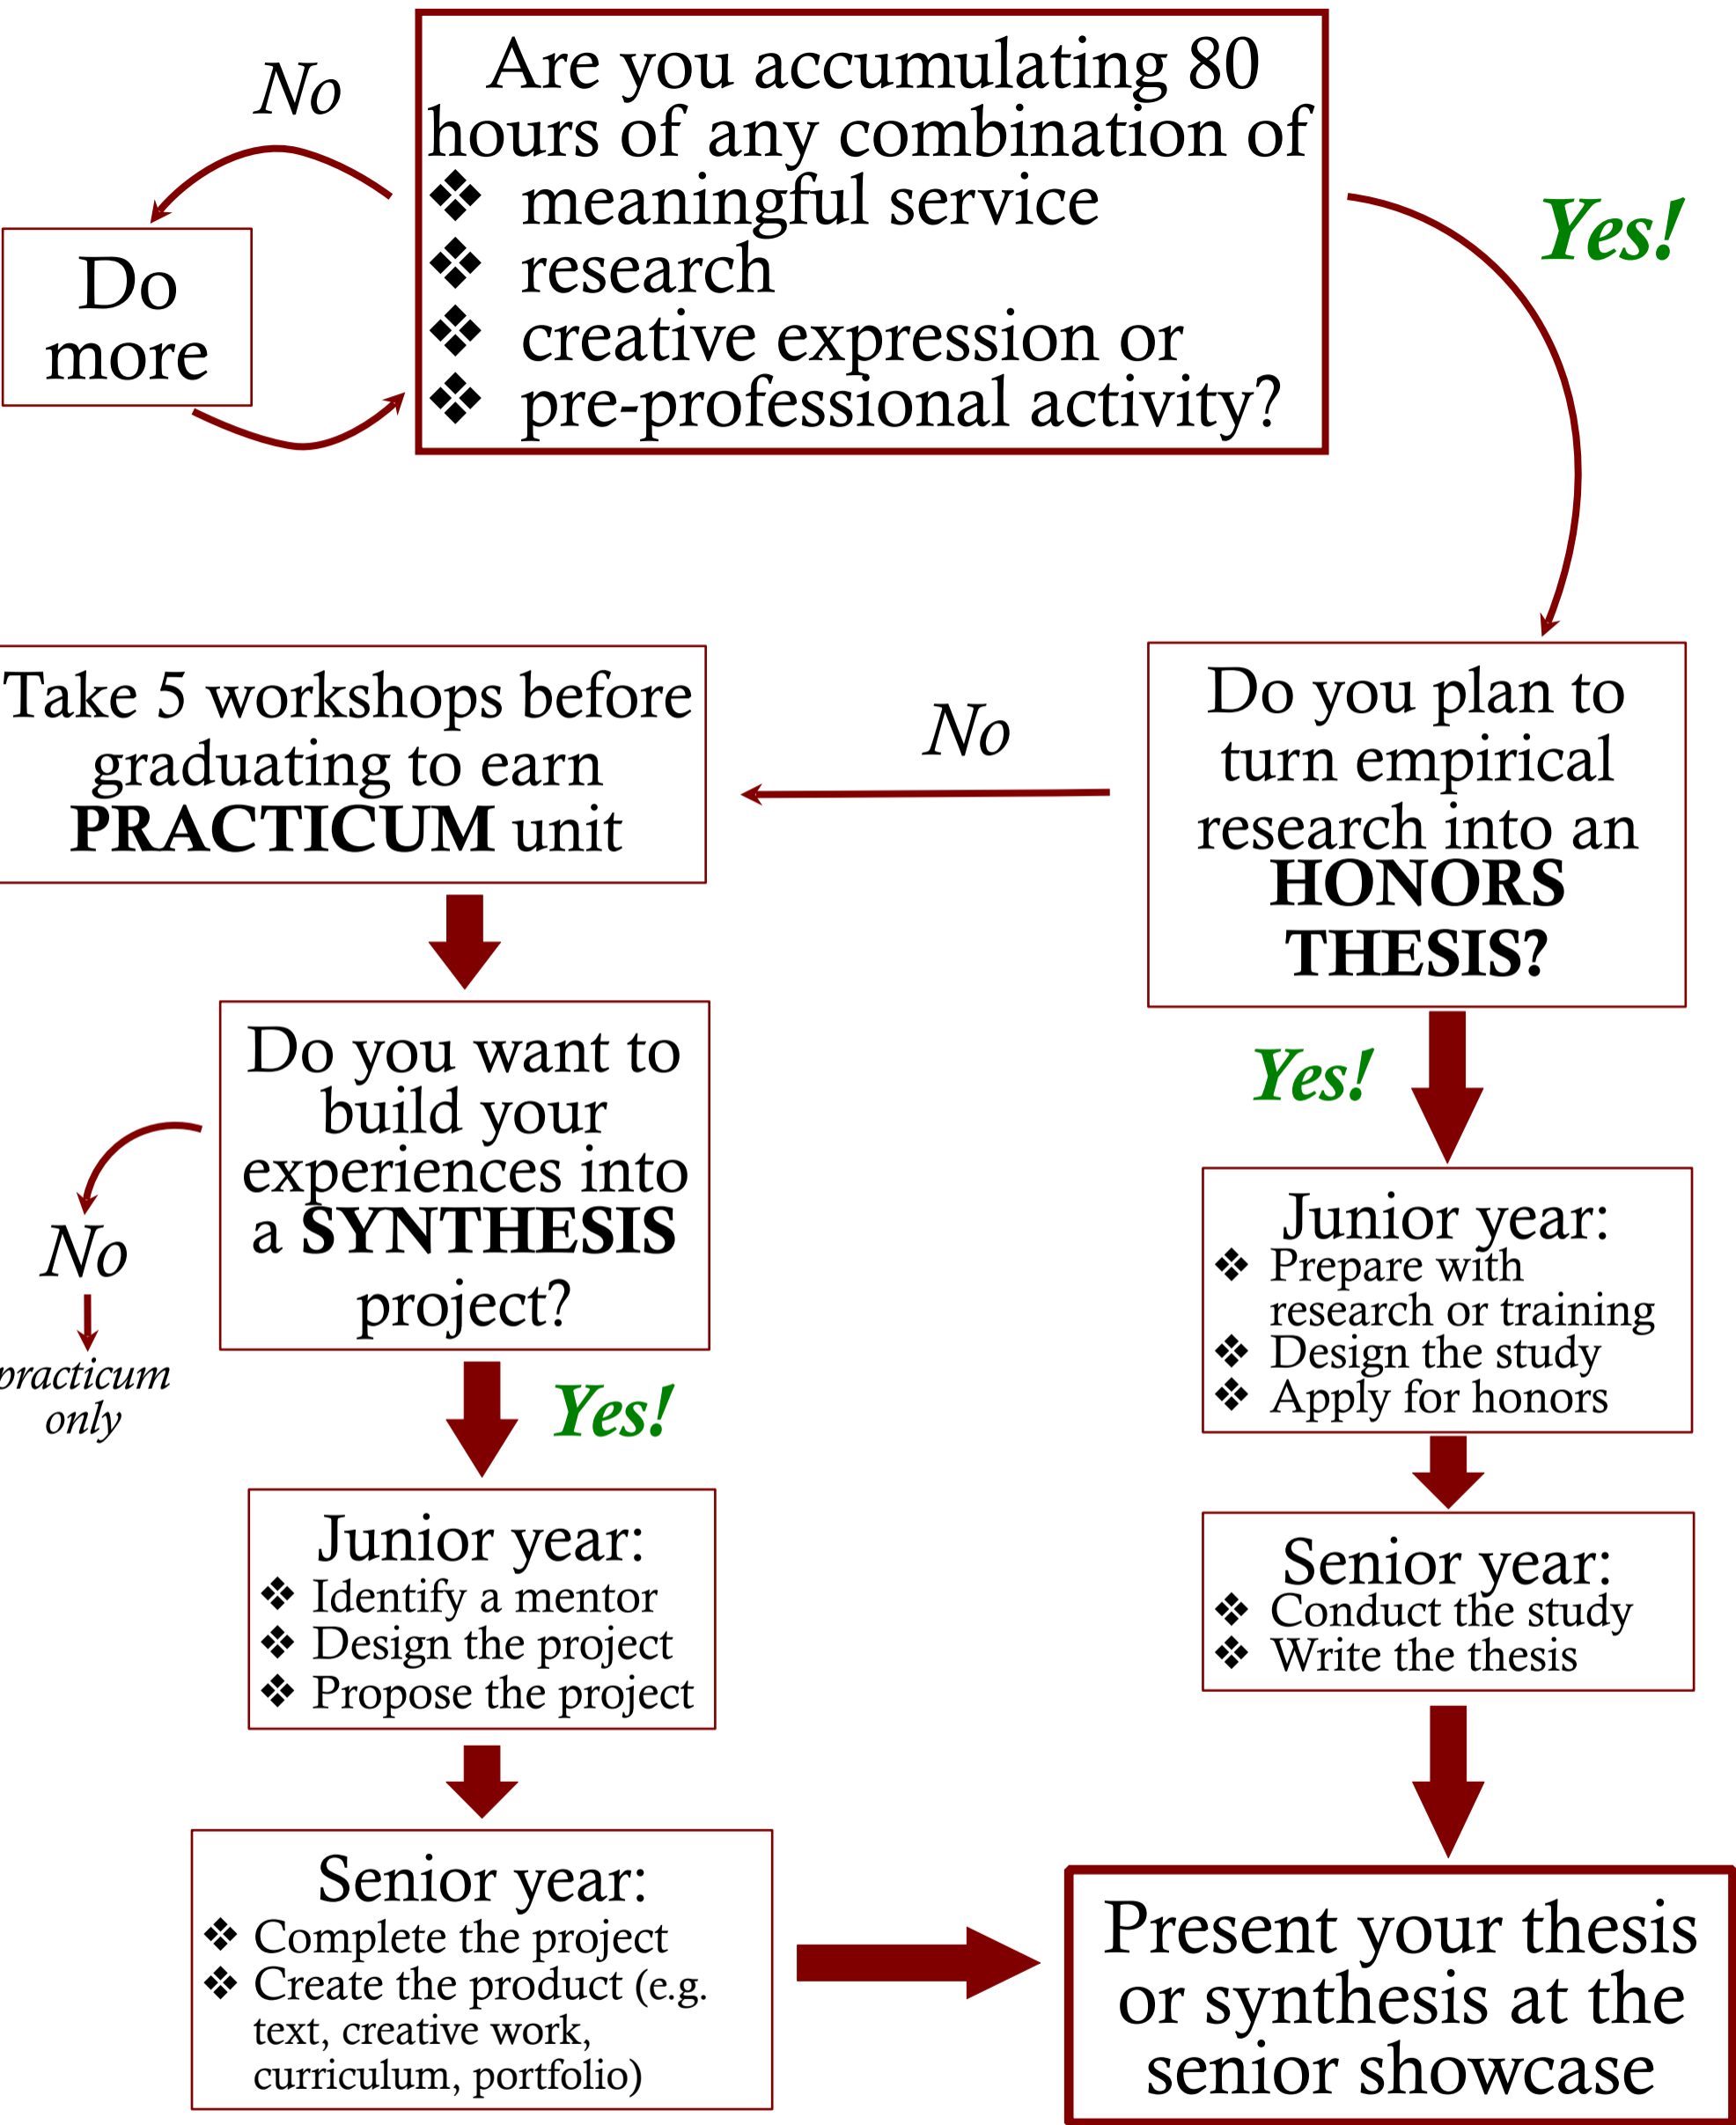 No
Are you accumulating 80
hours of any combination of
❖ meaningful service
❖ research
❖ creative expression or
❖ pre-professional activity?
Yes!
Do
more
Take 5 workshops before
graduating to earn
PRACTICUM unit
No
Do you plan to
turn empirical
research into an
HONORS
THESIS?
Do you want to
build your
experiences into
a SYNTHESIS
project?
Yes!
No
practicum
only
Yes!
Junior year:
❖ Prepare with
research or training
❖ Design the study
❖ Apply for honors
Junior year:
❖ Identify a mentor
❖ Design the project
❖ Propose the project
Senior year:
❖ Conduct the study
❖ Write the thesis
Senior year:
❖ Complete the project
❖ Create the product (e.g.
text, creative work,
curriculum, portfolio)
Present your thesis
or synthesis at the
senior showcase